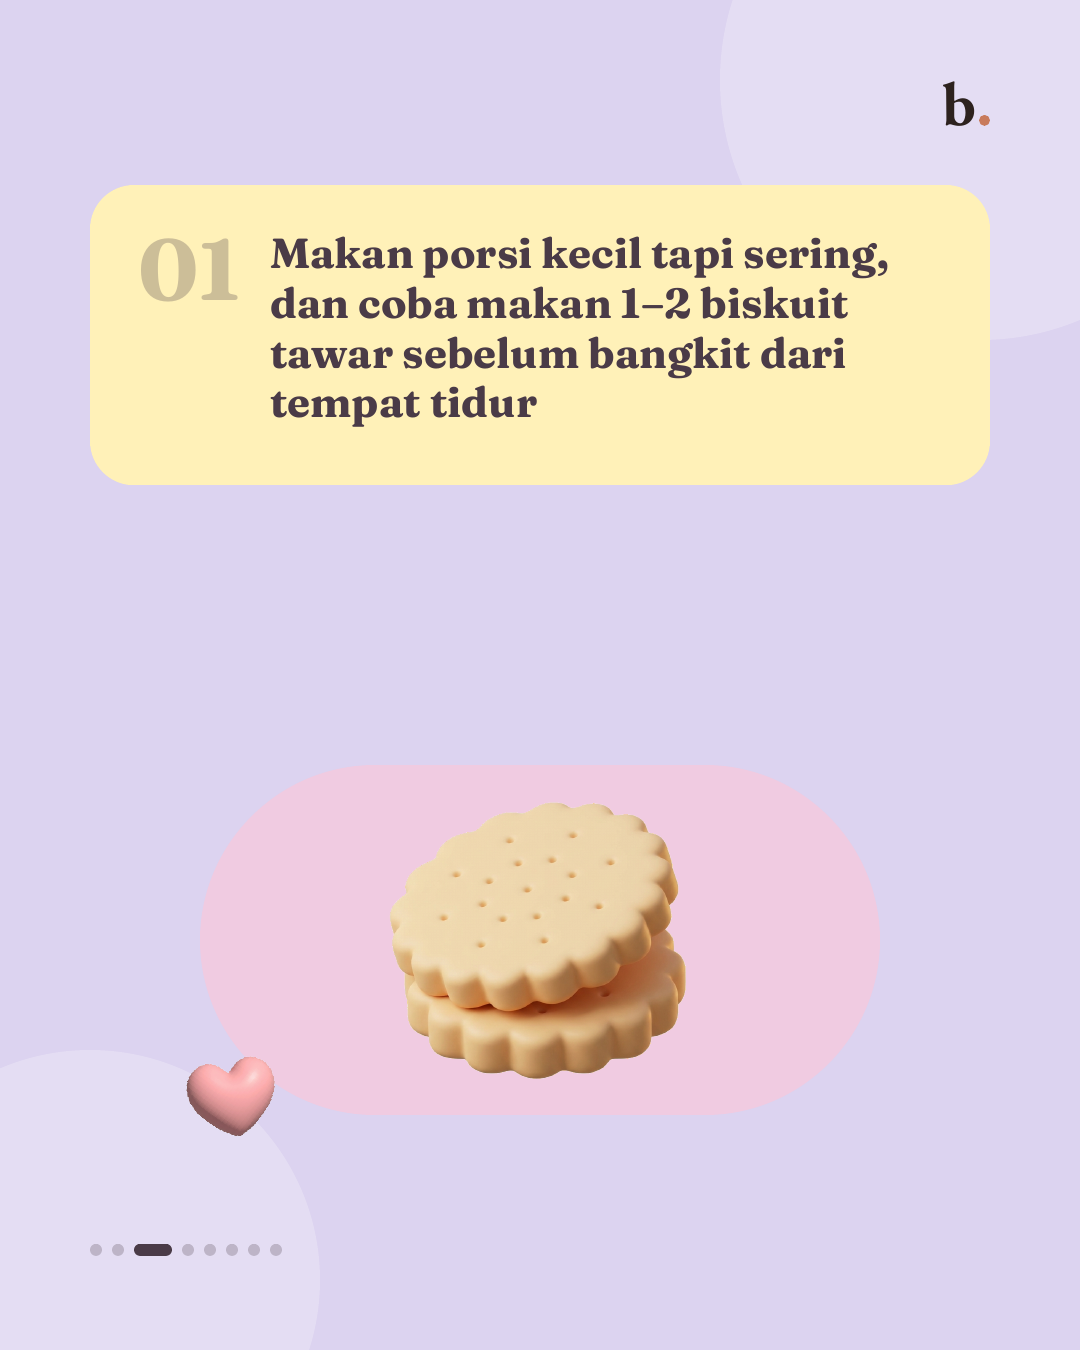 b.
01
Makan porsi kecil tapi sering,
dan coba makan 1–2 biskuit
tawar sebelum bangkit dari
tempat tidur